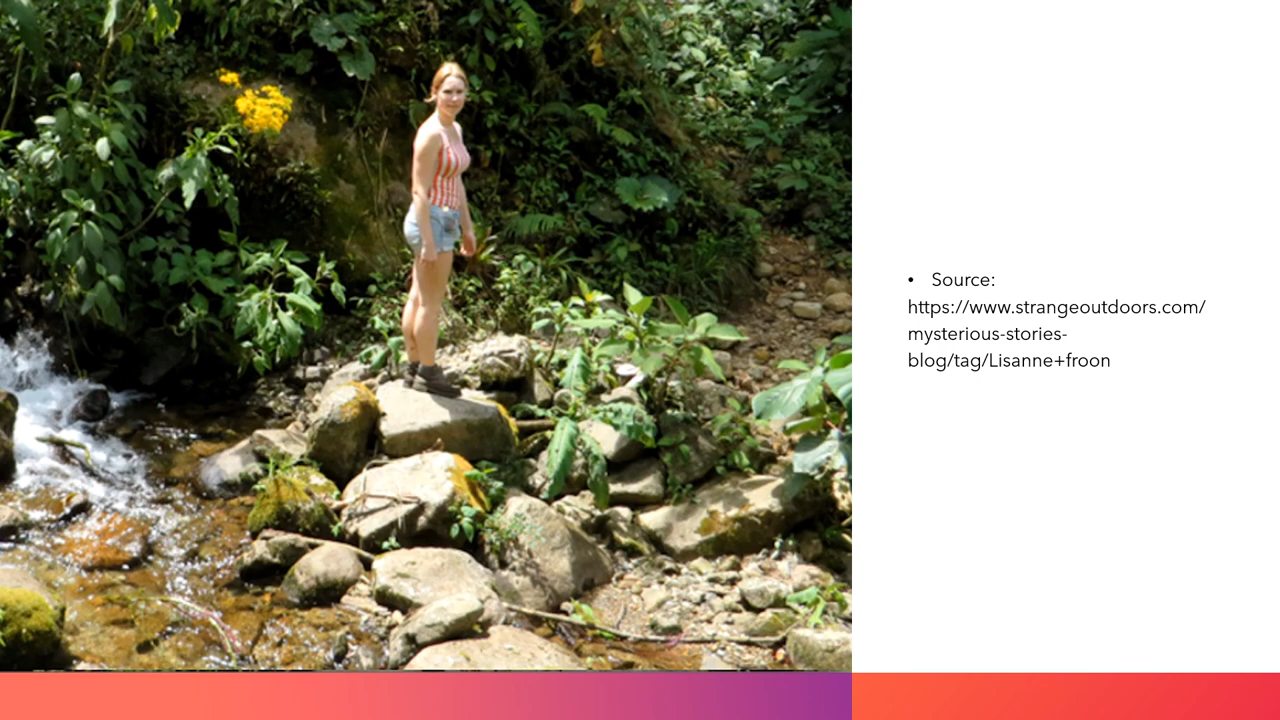 • Source:
https://www.strangeoutdoors.com/
mysterious-stories-
blog/tag/Lisanne+froon